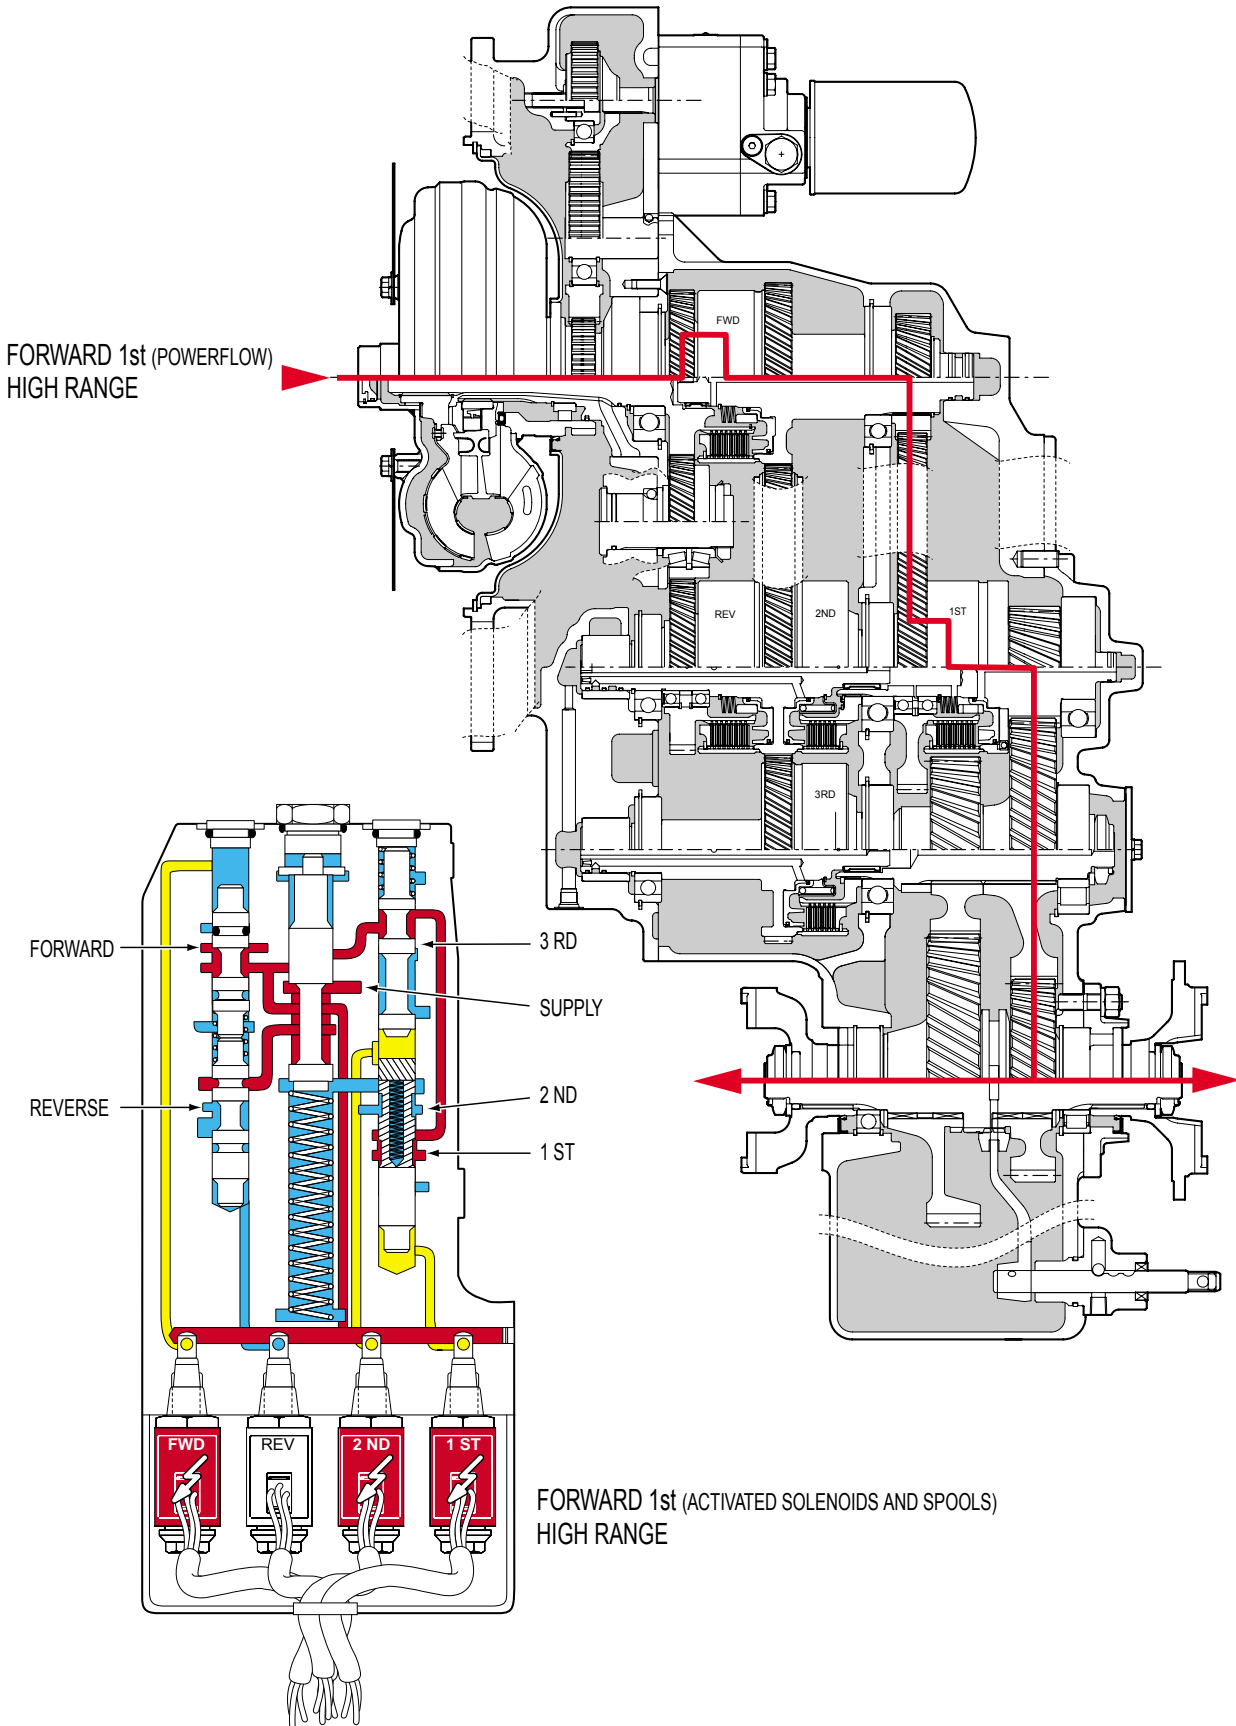 FWD
FORWARD 1st (POWERFLOW)
HIGH RANGE
REV
2ND
1ST
3RD
FORWARD
3 RD
SUPPLY
REVERSE
2 ND
1 ST
FWD
REV
2 ND
1 ST
FORWARD 1st (ACTIVATED SOLENOIDS AND SPOOLS)
HIGH RANGE